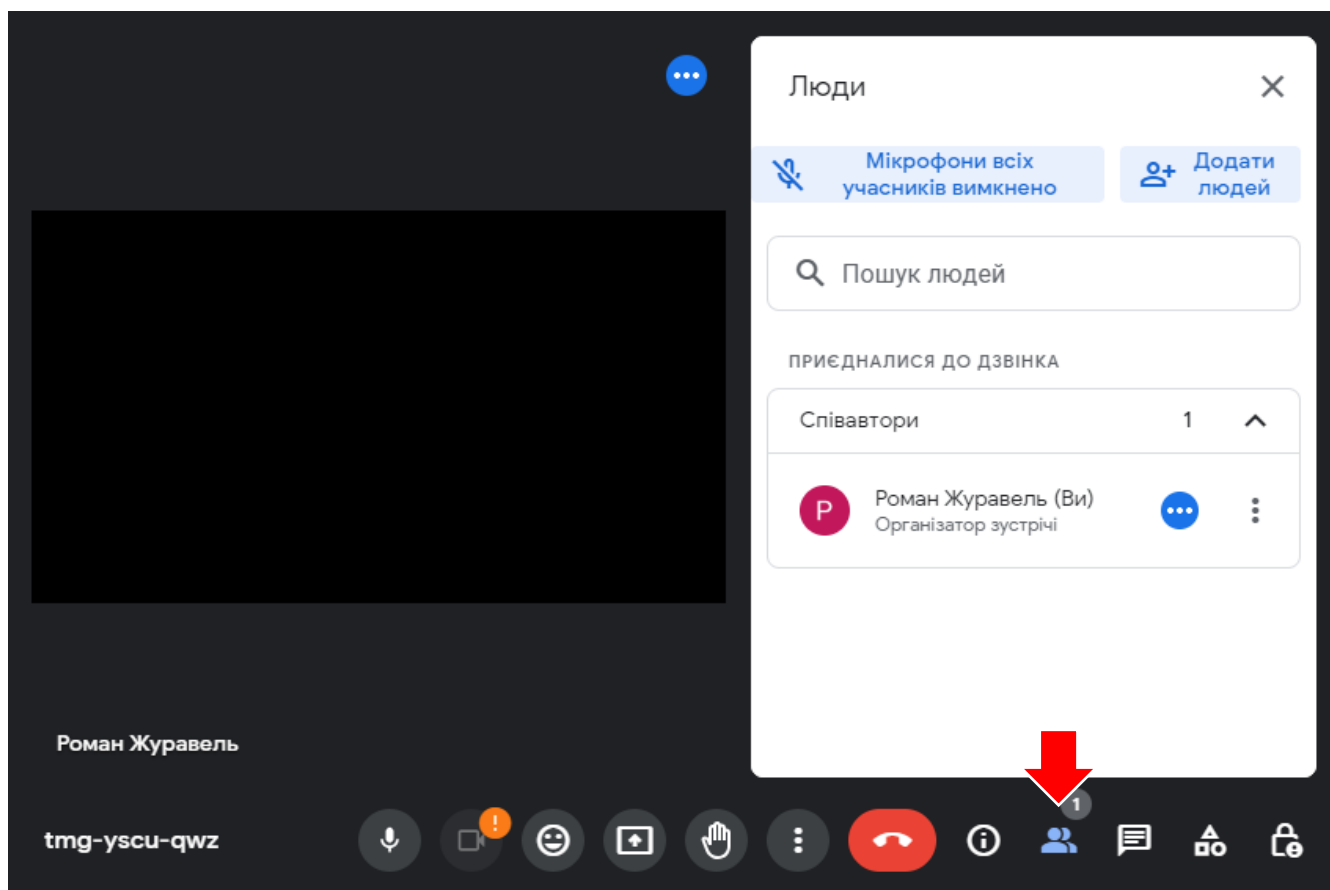 Люди
Мікрофони всіх
учасників вимкнено
Додати
людей
Пошук людей
ПРИЄДНАЛИСЯ ДО ДЗВІНКА
Співавтори 1
Р
Роман Журавель (Ви)
Організатор зустрічі
Роман Журавель
1
!
tmg-yscu-qwz